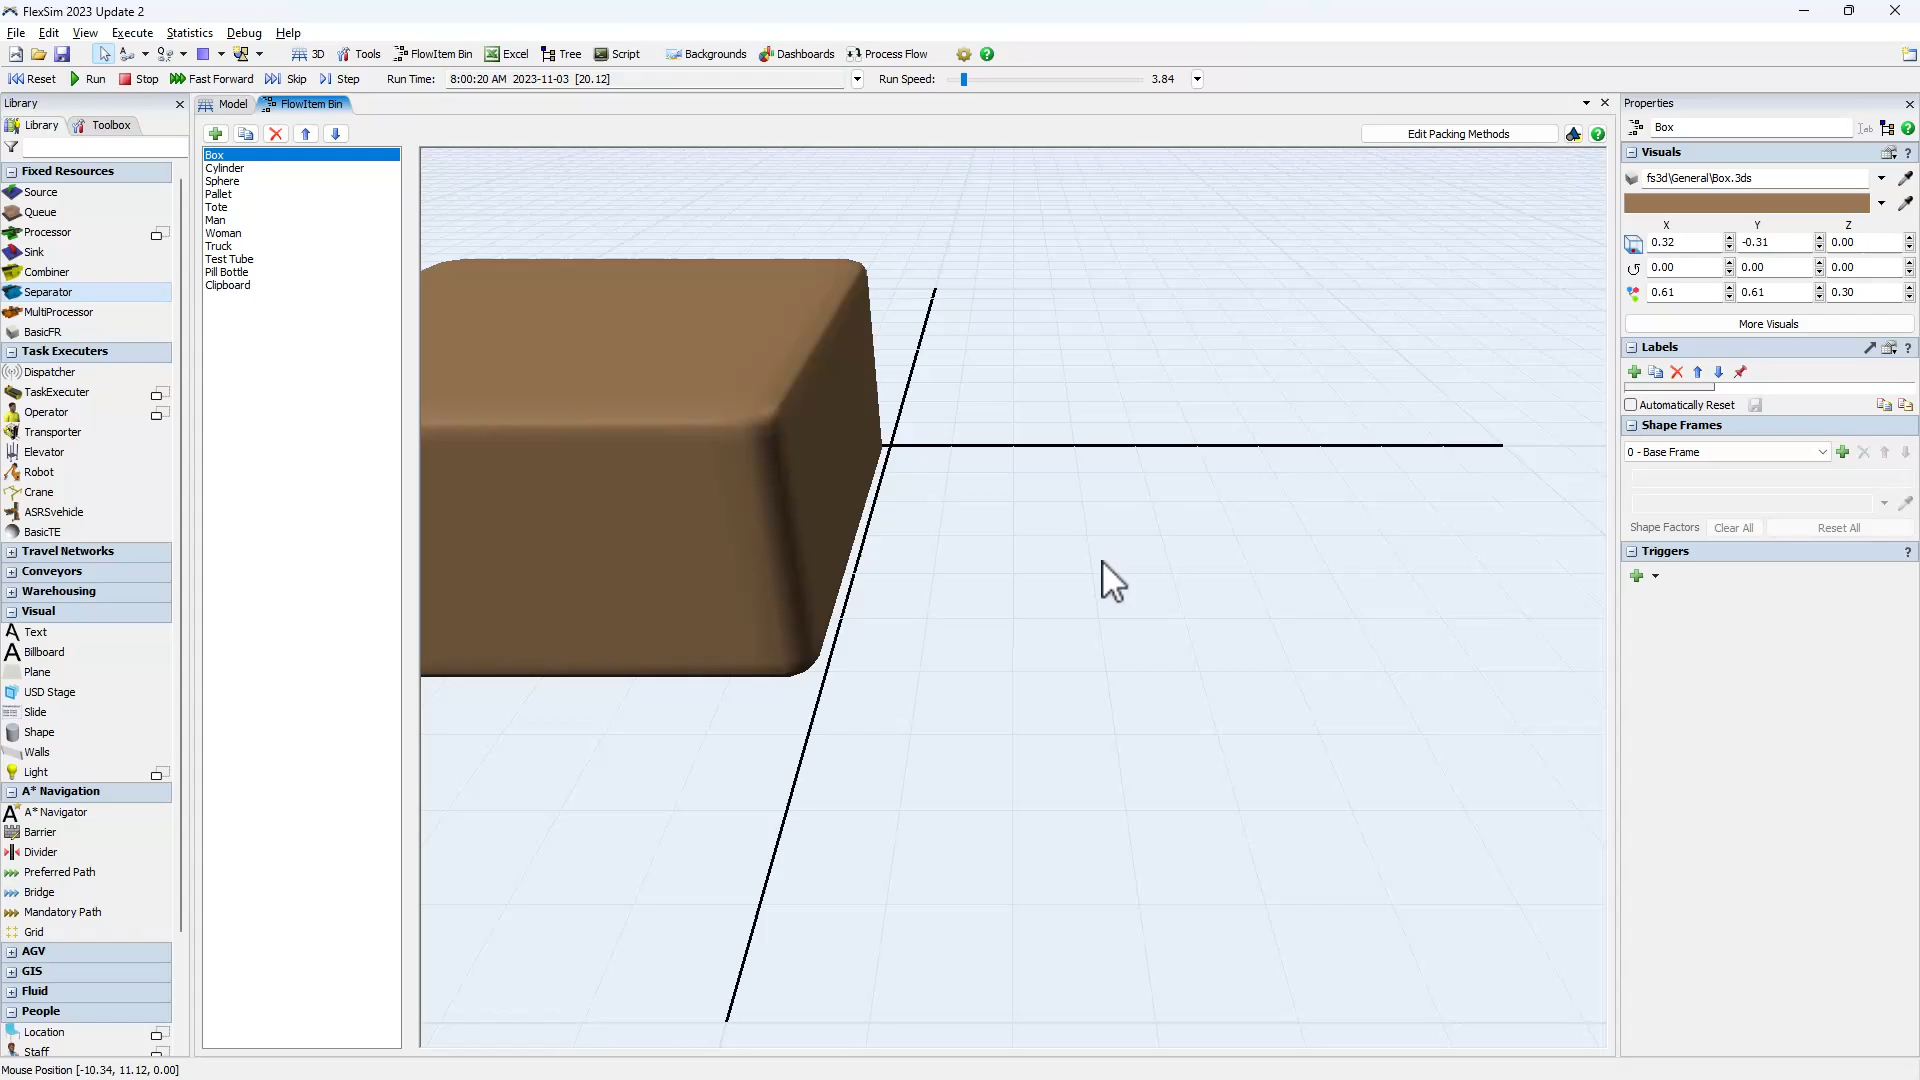 FlexSim 2023 Update 2
File Edit View Execute Statistics Debug Help
3D Tools FlowItem Bin Excel Tree Script Backgrounds Dashboards Process Flow
Reset Run Stop Fast Forward Skip Step Run Time: 8:00:20 AM 2023-11-03 [20.12] Run Speed: 3.84
Library
Library Toolbox
Fixed Resources
Source
Queue
Processor
Sink
Combiner
Separator
MultiProcessor
BasicFR
Task Executers
Dispatcher
TaskExecuter
Operator
Transporter
Elevator
Robot
Crane
ASRSvehicle
BasicTE
Travel Networks
Conveyors
Warehousing
Visual
Text
Billboard
Plane
USD Stage
Slide
Shape
Walls
Light
A* Navigation
A* Navigator
Barrier
Divider
Preferred Path
Bridge
Mandatory Path
Grid
AGV
GIS
Fluid
People
Location
Staff
Model FlowItem Bin
Edit Packing Methods
Box
Cylinder
Sphere
Pallet
Tote
Man
Woman
Truck
Test Tube
Pill Bottle
Clipboard
Properties
Box
Visuals
fs3d\General\Box.3ds
X Y Z
0.32 -0.31 0.00
0.00 0.00 0.00
0.61 0.61 0.30
More Visuals
Labels
Automatically Reset
Shape Frames
0 - Base Frame
Shape Factors Clear All Reset All
Triggers
Mouse Position [-10.34, 11.12, 0.00]